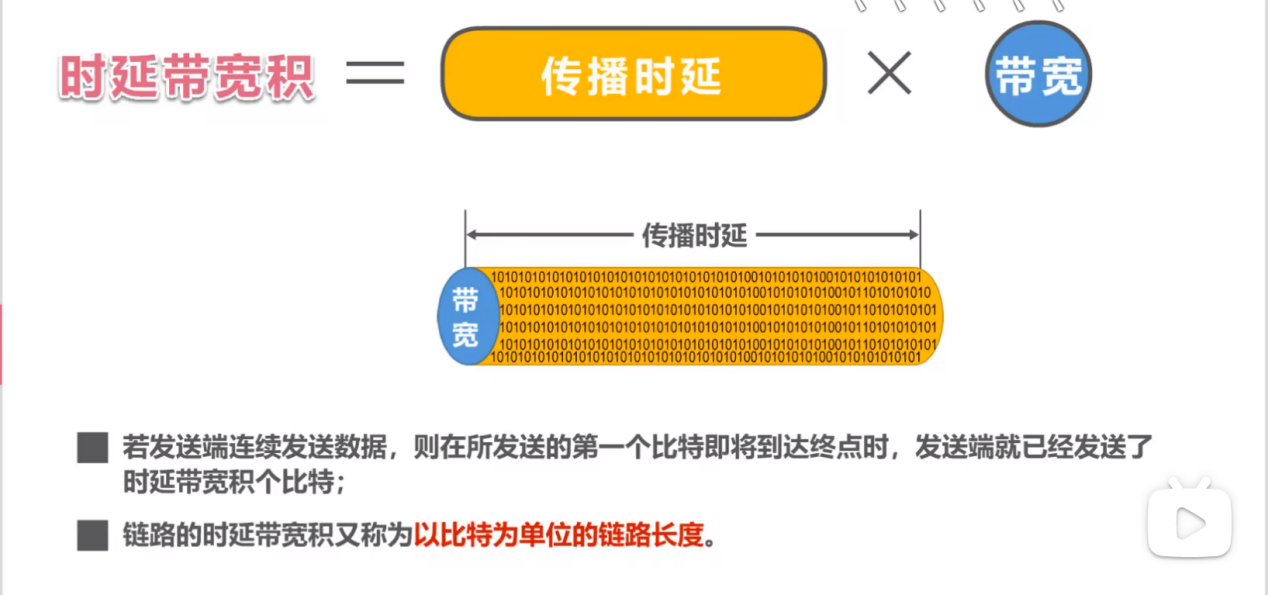 时延带宽积 = 传播时延 × 带宽
传播时延
带宽
若发送端连续发送数据，则在所发送的第一个比特即将到达终点时，发送端就已经发送了
时延带宽积个比特；
链路的时延带宽积又称为以比特为单位的链路长度。